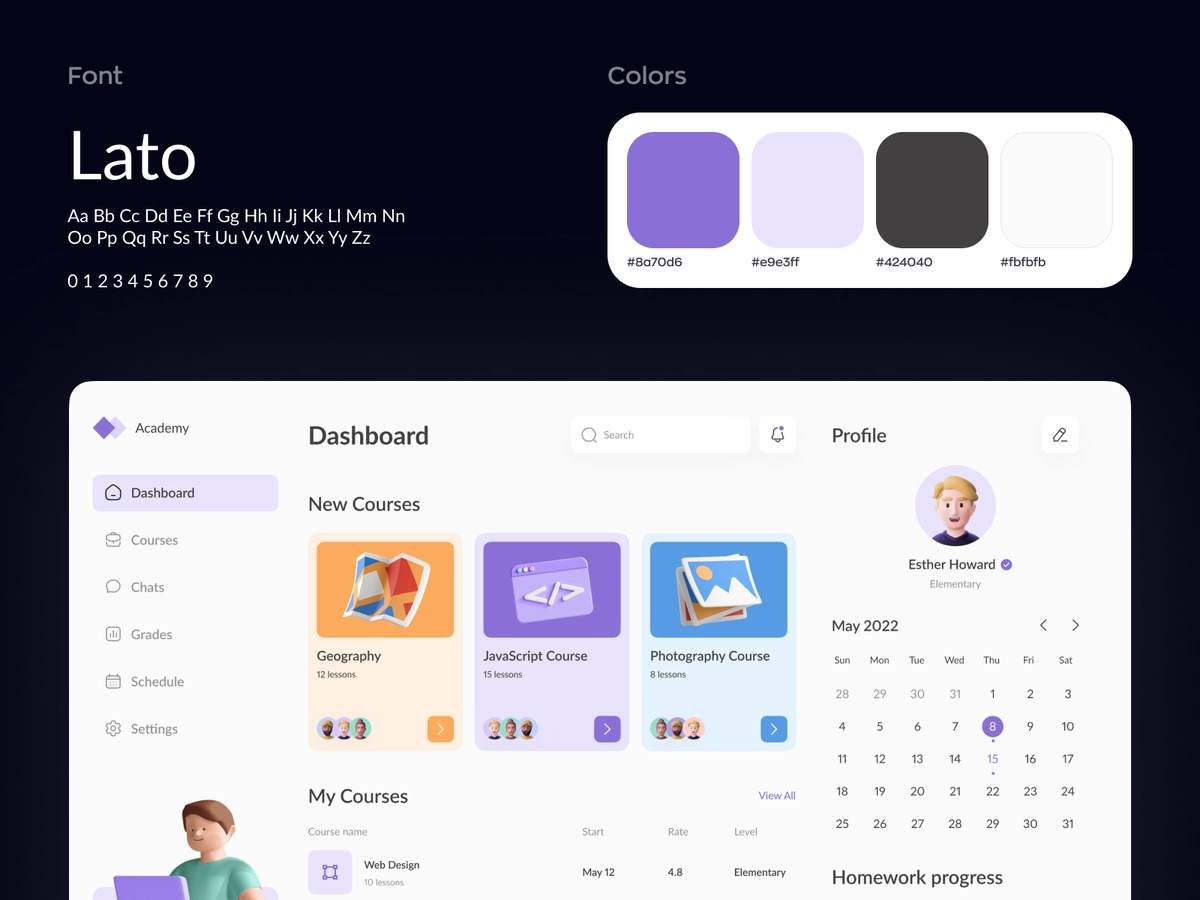 Font
Lato
Aa Bb Cc Dd Ee Ff Gg Hh Ii Jj Kk Ll Mm Nn
Oo Pp Qq Rr Ss Tt Uu Vv Ww Xx Yy Zz
0 1 2 3 4 5 6 7 8 9
Colors
#8a70d6
#e9e3ff
#424040
#fbfbfb
Academy
Dashboard
Courses
Chats
Grades
Schedule
Settings
Dashboard
Search
New Courses
Geography
12 lessons
JavaScript Course
15 lessons
</>
Photography Course
8 lessons
My Courses
View All
Course name Start Rate Level
Web Design
10 lessons
May 12 4.8 Elementary
Profile
Esther Howard
Elementary
May 2022
Sun Mon Tue Wed Thu Fri Sat
28 29 30 31 1 2 3
4 5 6 7 8 9 10
11 12 13 14 15 16 17
18 19 20 21 22 23 24
25 26 27 28 29 30 31
Homework progress